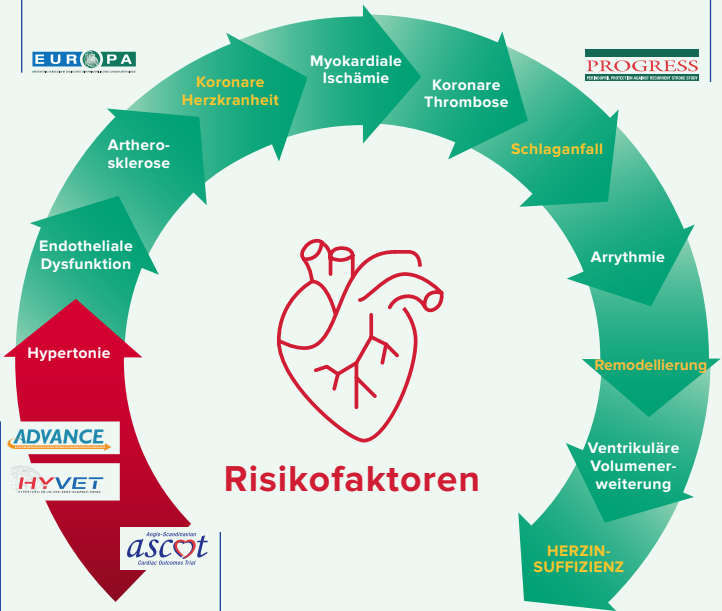 EUROPA
PROGRESS
PERINDOPRIL PROTECTION AGAINST RECURRENT STROKE STUDY
Myokardiale
Ischämie
Koronare
Herzkranheit
Koronare
Thrombose
Arthero-
sklerose
Schlaganfall
Endotheliale
Dysfunktion
Arrythmie
Hypertonie
Remodellierung
ADVANCE
HYVET
Ventrikuläre
Volumener-
weiterung
Risikofaktoren
Anglo-Scandinavian
ascot
Cardiac Outcomes Trial
HERZIN-
SUFFIZIENZ